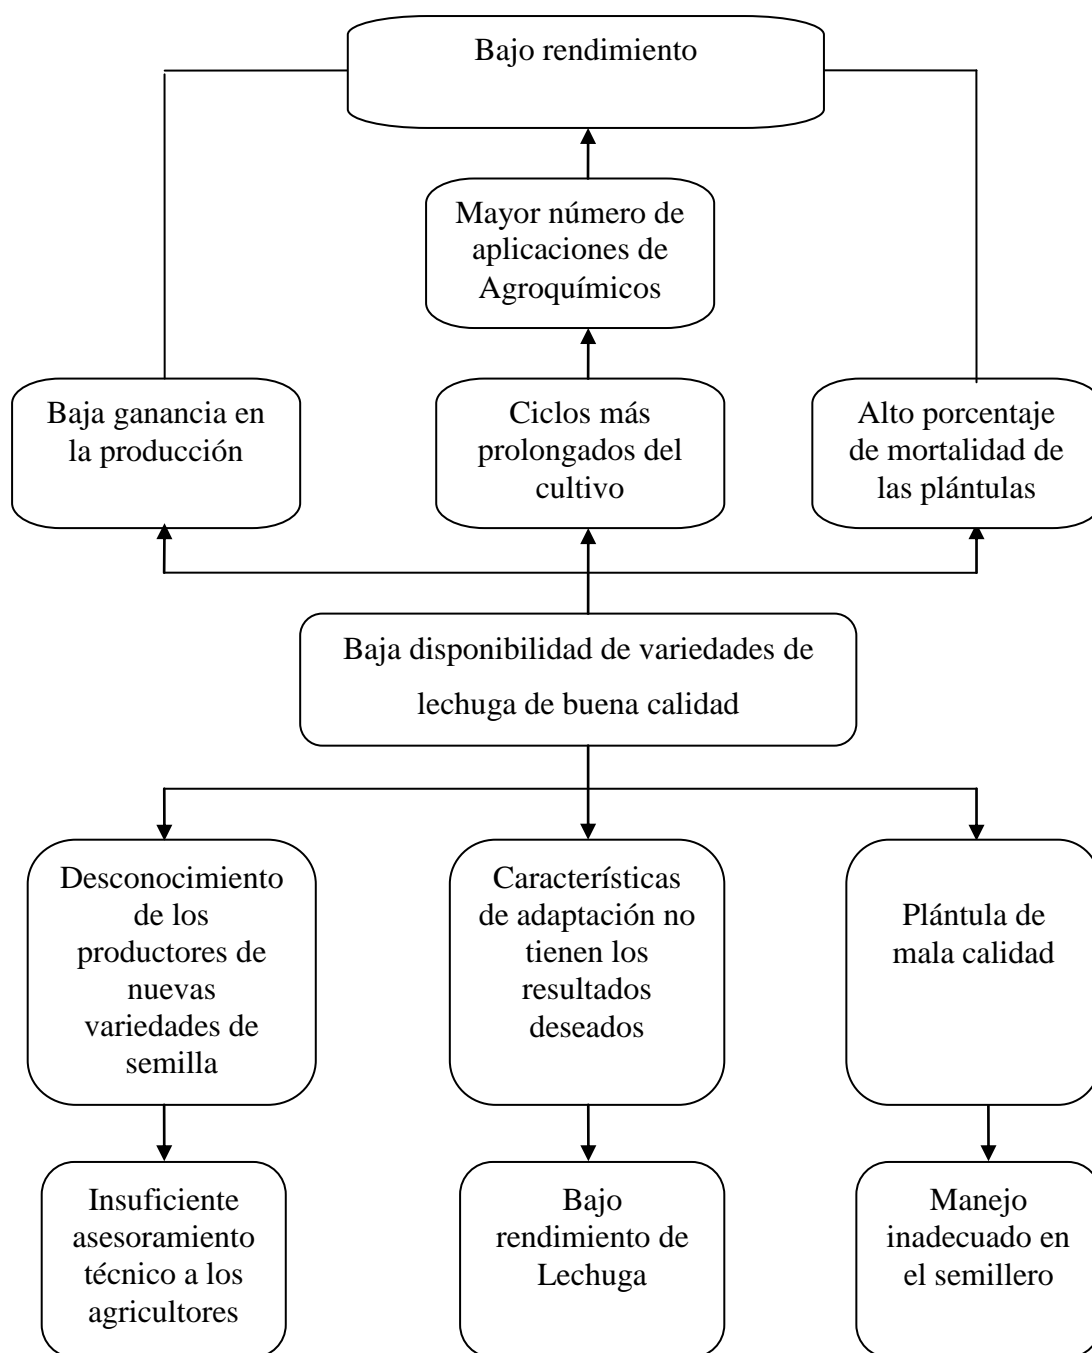 Bajo rendimiento
Mayor número de
aplicaciones de
Agroquímicos
Baja ganancia en
la producción
Ciclos más
prolongados del
cultivo
Alto porcentaje
de mortalidad de
las plántulas
Baja disponibilidad de variedades de
lechuga de buena calidad
Desconocimiento
de los
productores de
nuevas
variedades de
semilla
Características
de adaptación no
tienen los
resultados
deseados
Plántula de
mala calidad
Insuficiente
asesoramiento
técnico a los
agricultores
Bajo
rendimiento de
Lechuga
Manejo
inadecuado en
el semillero